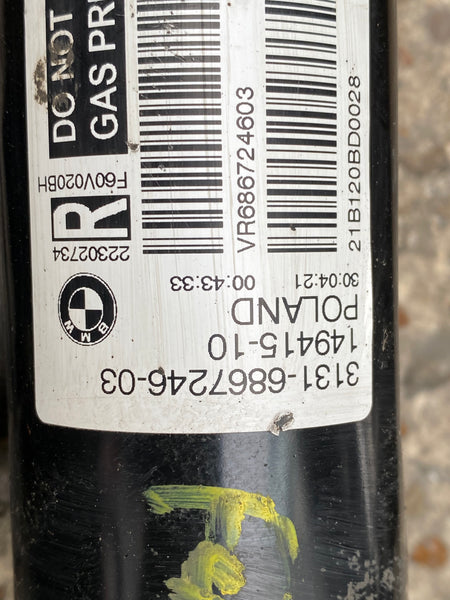 DO NOT
GAS PR
F60V020BH
R
22302734
VR686724603
21B120BD0028
BMW
00:43:33
30:04:21
POLAND
149415-10
3131-6867246-03